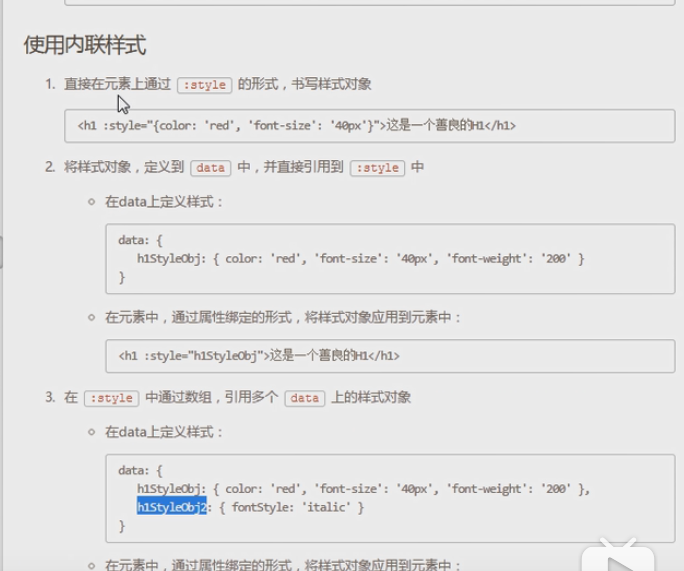 使用内联样式
1. 直接在元素上通过 :style 的形式，书写样式对象
<h1 :style="{color: 'red', 'font-size': '40px'}">这是一个善良的H1</h1>
2. 将样式对象，定义到 data 中，并直接引用到 :style 中
在data上定义样式：
data: {
h1StyleObj: { color: 'red', 'font-size': '40px', 'font-weight': '200' }
}
在元素中，通过属性绑定的形式，将样式对象应用到元素中：
<h1 :style="h1StyleObj">这是一个善良的H1</h1>
3. 在 :style 中通过数组，引用多个 data 上的样式对象
在data上定义样式：
data: {
h1StyleObj: { color: 'red', 'font-size': '40px', 'font-weight': '200' },
h1StyleObj2: { fontStyle: 'italic' }
}
在元素中，通过属性绑定的形式，将样式对象应用到元素中：